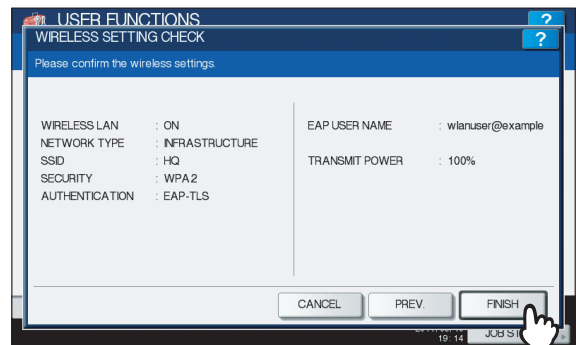 USER FUNCTIONS
?
WIRELESS SETTING CHECK
?
Please confirm the wireless settings.
WIRELESS LAN : ON
NETWORK TYPE : INFRASTRUCTURE
SSID : HQ
SECURITY : WPA2
AUTHENTICATION : EAP-TLS
EAP USER NAME : wlanuser@example
TRANSMIT POWER : 100%
CANCEL
PREV.
FINISH
19: 14
JOB ST